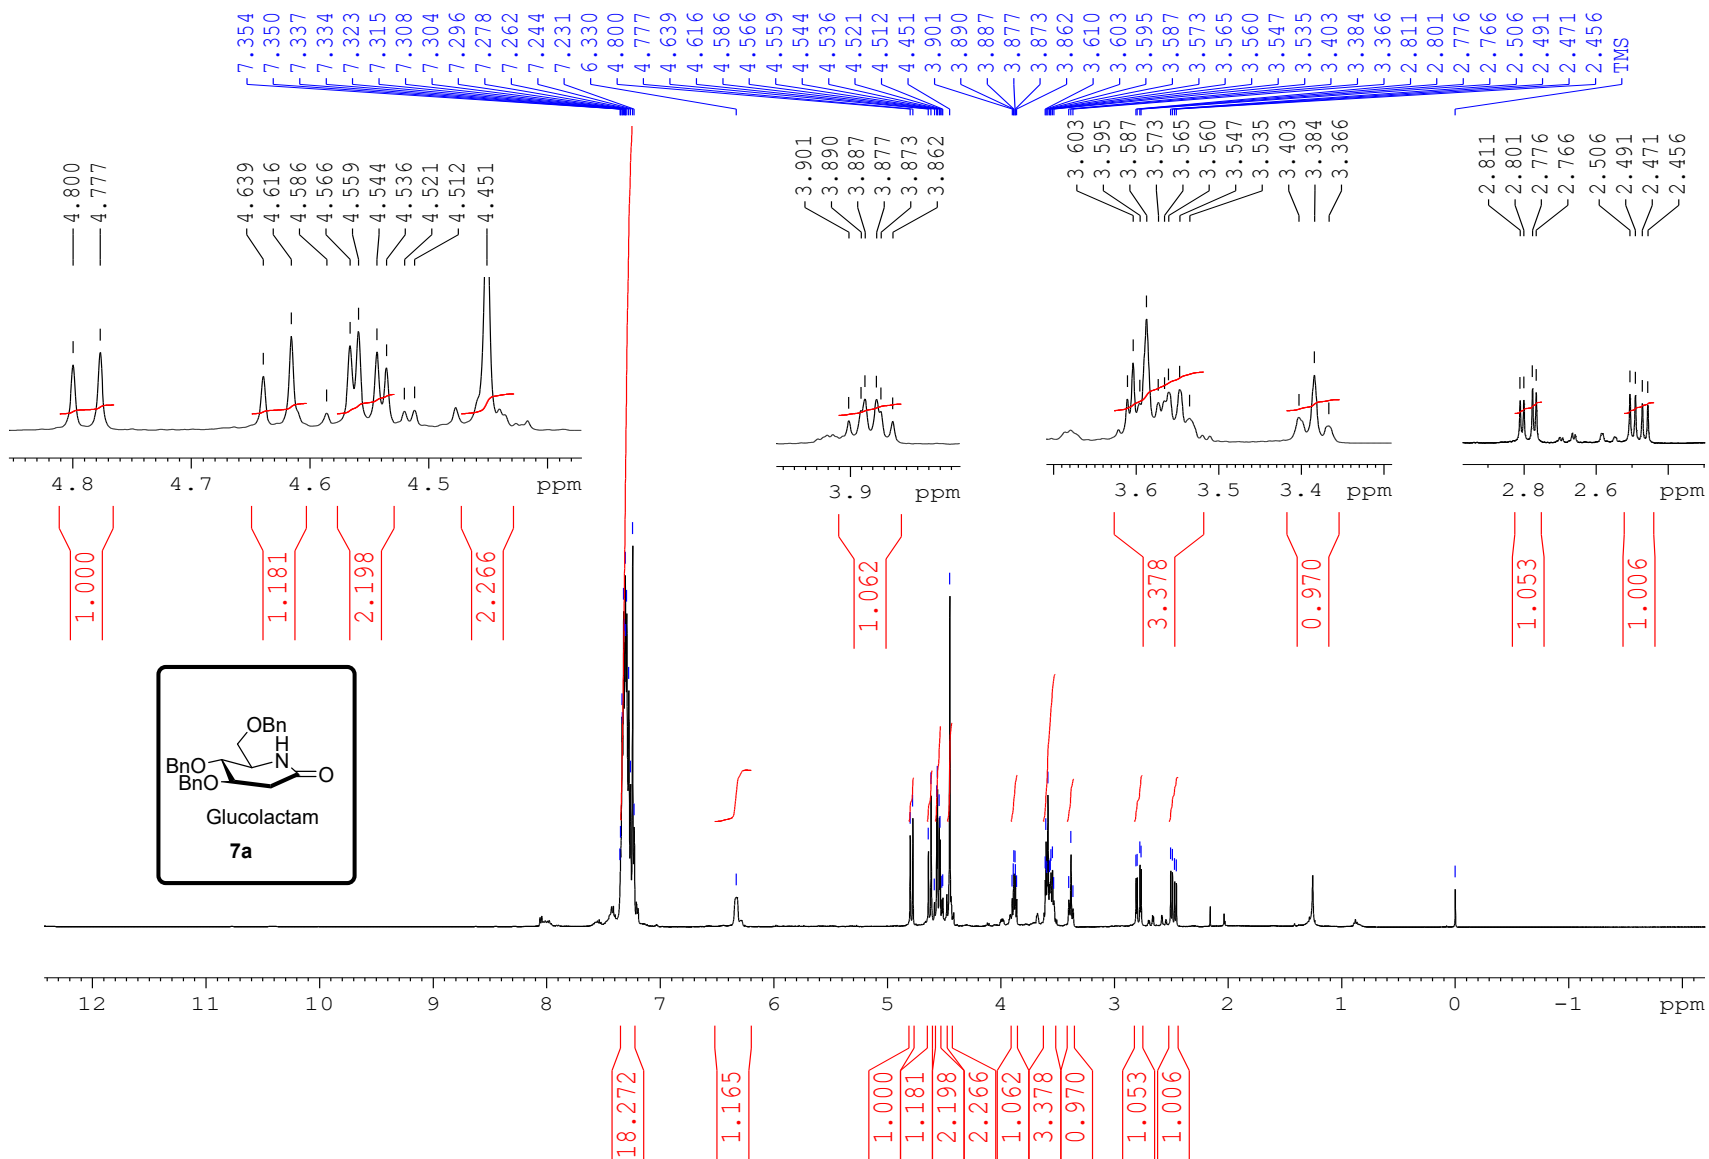 7.354 7.350 7.337 7.334 7.323 7.315 7.308 7.304 7.296 7.278 7.262 7.244 7.231 6.330 4.800 4.777 4.639 4.616 4.586 4.566 4.559 4.544 4.536 4.521 4.512 4.451 3.901 3.890 3.887 3.877 3.873 3.862 3.610 3.603 3.595 3.587 3.573 3.565 3.560 3.547 3.535 3.403 3.384 3.366 2.811 2.801 2.776 2.766 2.506 2.491 2.471 2.456 TMS
4.800 4.777
4.639 4.616 4.586 4.566 4.559 4.544 4.536 4.521 4.512 4.451
3.901 3.890 3.887 3.877 3.873 3.862
3.603 3.595 3.587 3.573 3.565 3.560 3.547 3.535 3.403 3.384 3.366
2.811 2.801 2.776 2.766 2.506 2.491 2.471 2.456
4.8 4.7 4.6 4.5 ppm
3.9 ppm
3.6 3.5 3.4 ppm
2.8 2.6 ppm
1.000 1.181 2.198 2.266 1.062 3.378 0.970 1.053 1.006
OBn
H
N
BnO
BnO
O
Glucolactam
7a
12 11 10 9 8 7 6 5 4 3 2 1 0 -1 ppm
18.272 1.165 1.000 1.181 2.198 2.266 1.062 3.378 0.970 1.053 1.006